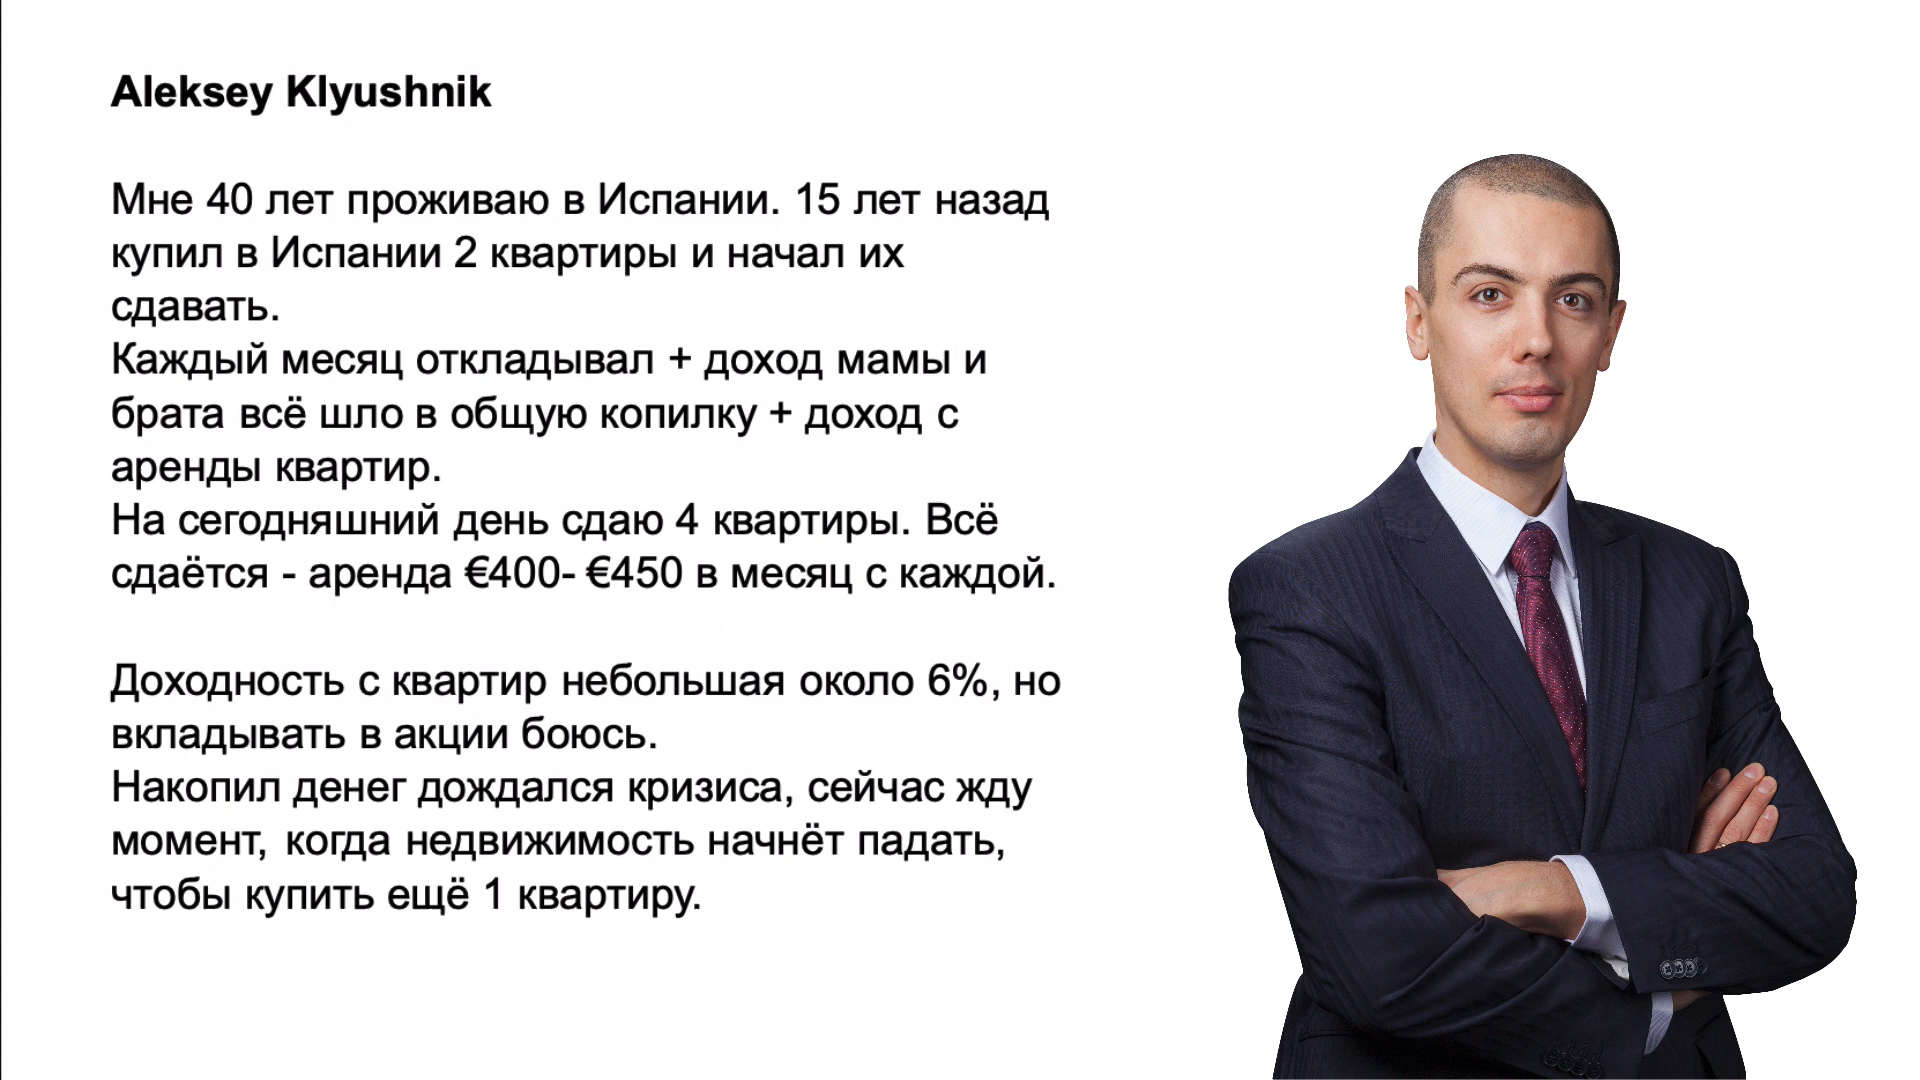 Aleksey Klyushnik
Мне 40 лет проживаю в Испании. 15 лет назад
купил в Испании 2 квартиры и начал их
сдавать.
Каждый месяц откладывал + доход мамы и
брата всё шло в общую копилку + доход с
аренды квартир.
На сегодняшний день сдаю 4 квартиры. Всё
сдаётся - аренда €400- €450 в месяц с каждой.
Доходность с квартир небольшая около 6%, но
вкладывать в акции боюсь.
Накопил денег дождался кризиса, сейчас жду
момент, когда недвижимость начнёт падать,
чтобы купить ещё 1 квартиру.